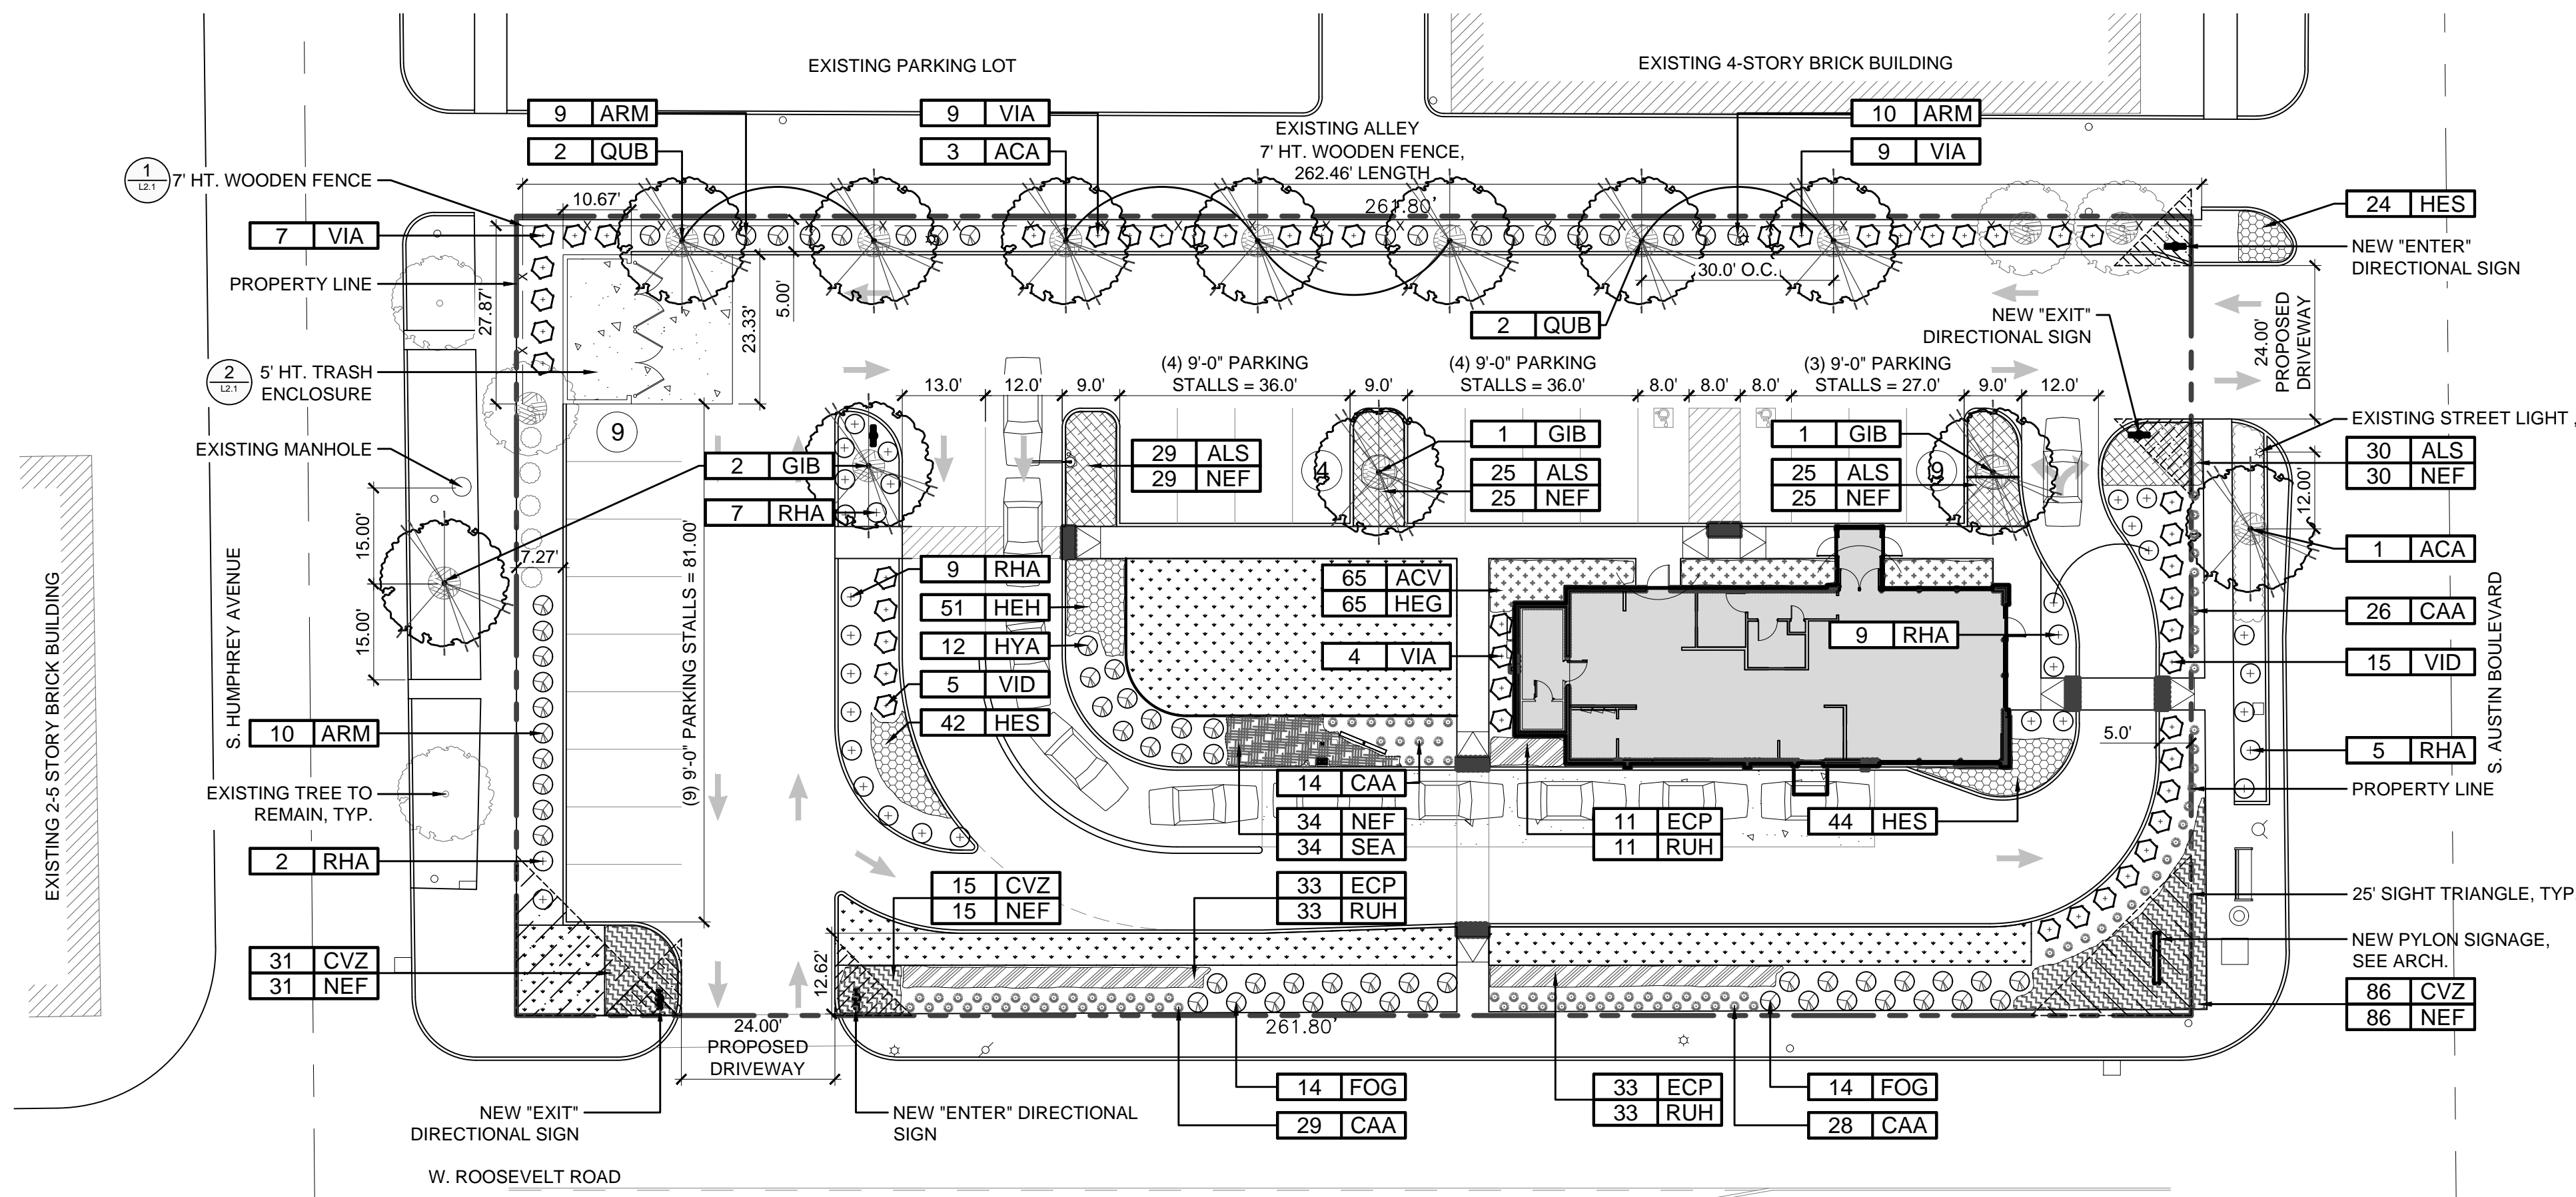 EXISTING PARKING LOT
EXISTING 4-STORY BRICK BUILDING
9 ARM
9 VIA
10 ARM
2 QUB
3 ACA
9 VIA
EXISTING ALLEY
7' HT. WOODEN FENCE,
262.46' LENGTH
1
L2.1
7' HT. WOODEN FENCE
10.67'
261.80'
24 HES
7 VIA
NEW "ENTER"
DIRECTIONAL SIGN
PROPERTY LINE
27.87'
23.33'
5.00'
30.0' O.C.
2 QUB
NEW "EXIT"
DIRECTIONAL SIGN
24.00'
PROPOSED
DRIVEWAY
2
L2.1
5' HT. TRASH
ENCLOSURE
(4) 9'-0" PARKING
STALLS = 36.0'
(4) 9'-0" PARKING
STALLS = 36.0'
(3) 9'-0" PARKING
STALLS = 27.0'
13.0'
12.0'
9.0'
9.0'
8.0'
8.0'
8.0'
9.0'
12.0'
9
EXISTING MANHOLE
EXISTING STREET LIGHT
2 GIB
7 RHA
29 ALS
29 NEF
4
1 GIB
25 ALS
25 NEF
1 GIB
25 ALS
25 NEF
9
30 ALS
30 NEF
12.00'
15.00'
15.00'
7.27'
(9) 9'-0" PARKING STALLS = 81.00'
1 ACA
9 RHA
51 HEH
12 HYA
5 VID
42 HES
65 ACV
65 HEG
4 VIA
9 RHA
26 CAA
15 VID
S. HUMPHREY AVENUE
S. AUSTIN BOULEVARD
EXISTING 2-5 STORY BRICK BUILDING
10 ARM
5.0'
5 RHA
EXISTING TREE TO
REMAIN, TYP.
PROPERTY LINE
14 CAA
34 NEF
34 SEA
11 ECP
11 RUH
44 HES
2 RHA
15 CVZ
15 NEF
33 ECP
33 RUH
25' SIGHT TRIANGLE, TYP
NEW PYLON SIGNAGE,
SEE ARCH.
31 CVZ
31 NEF
12.62'
86 CVZ
86 NEF
24.00'
PROPOSED
DRIVEWAY
261.80'
14 FOG
29 CAA
33 ECP
33 RUH
14 FOG
28 CAA
NEW "EXIT"
DIRECTIONAL SIGN
NEW "ENTER" DIRECTIONAL
SIGN
W. ROOSEVELT ROAD